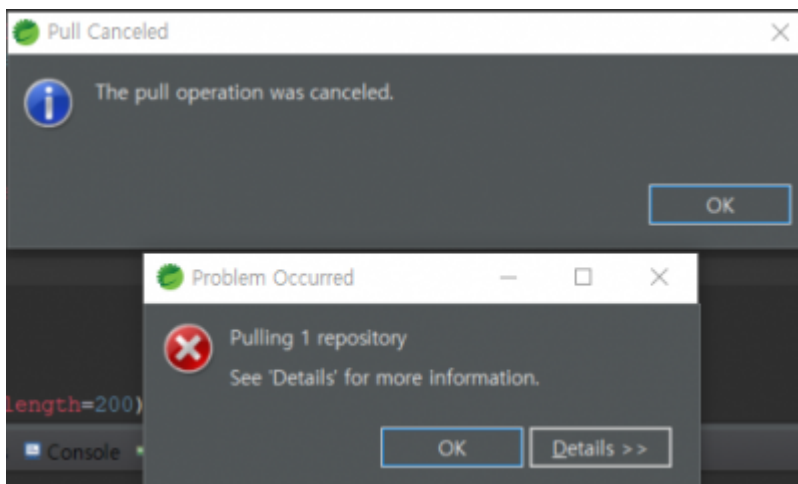 Pull Canceled
The pull operation was canceled.
OK
Problem Occurred
Pulling 1 repository
See 'Details' for more information.
length=200)
OK
Details >>
Console